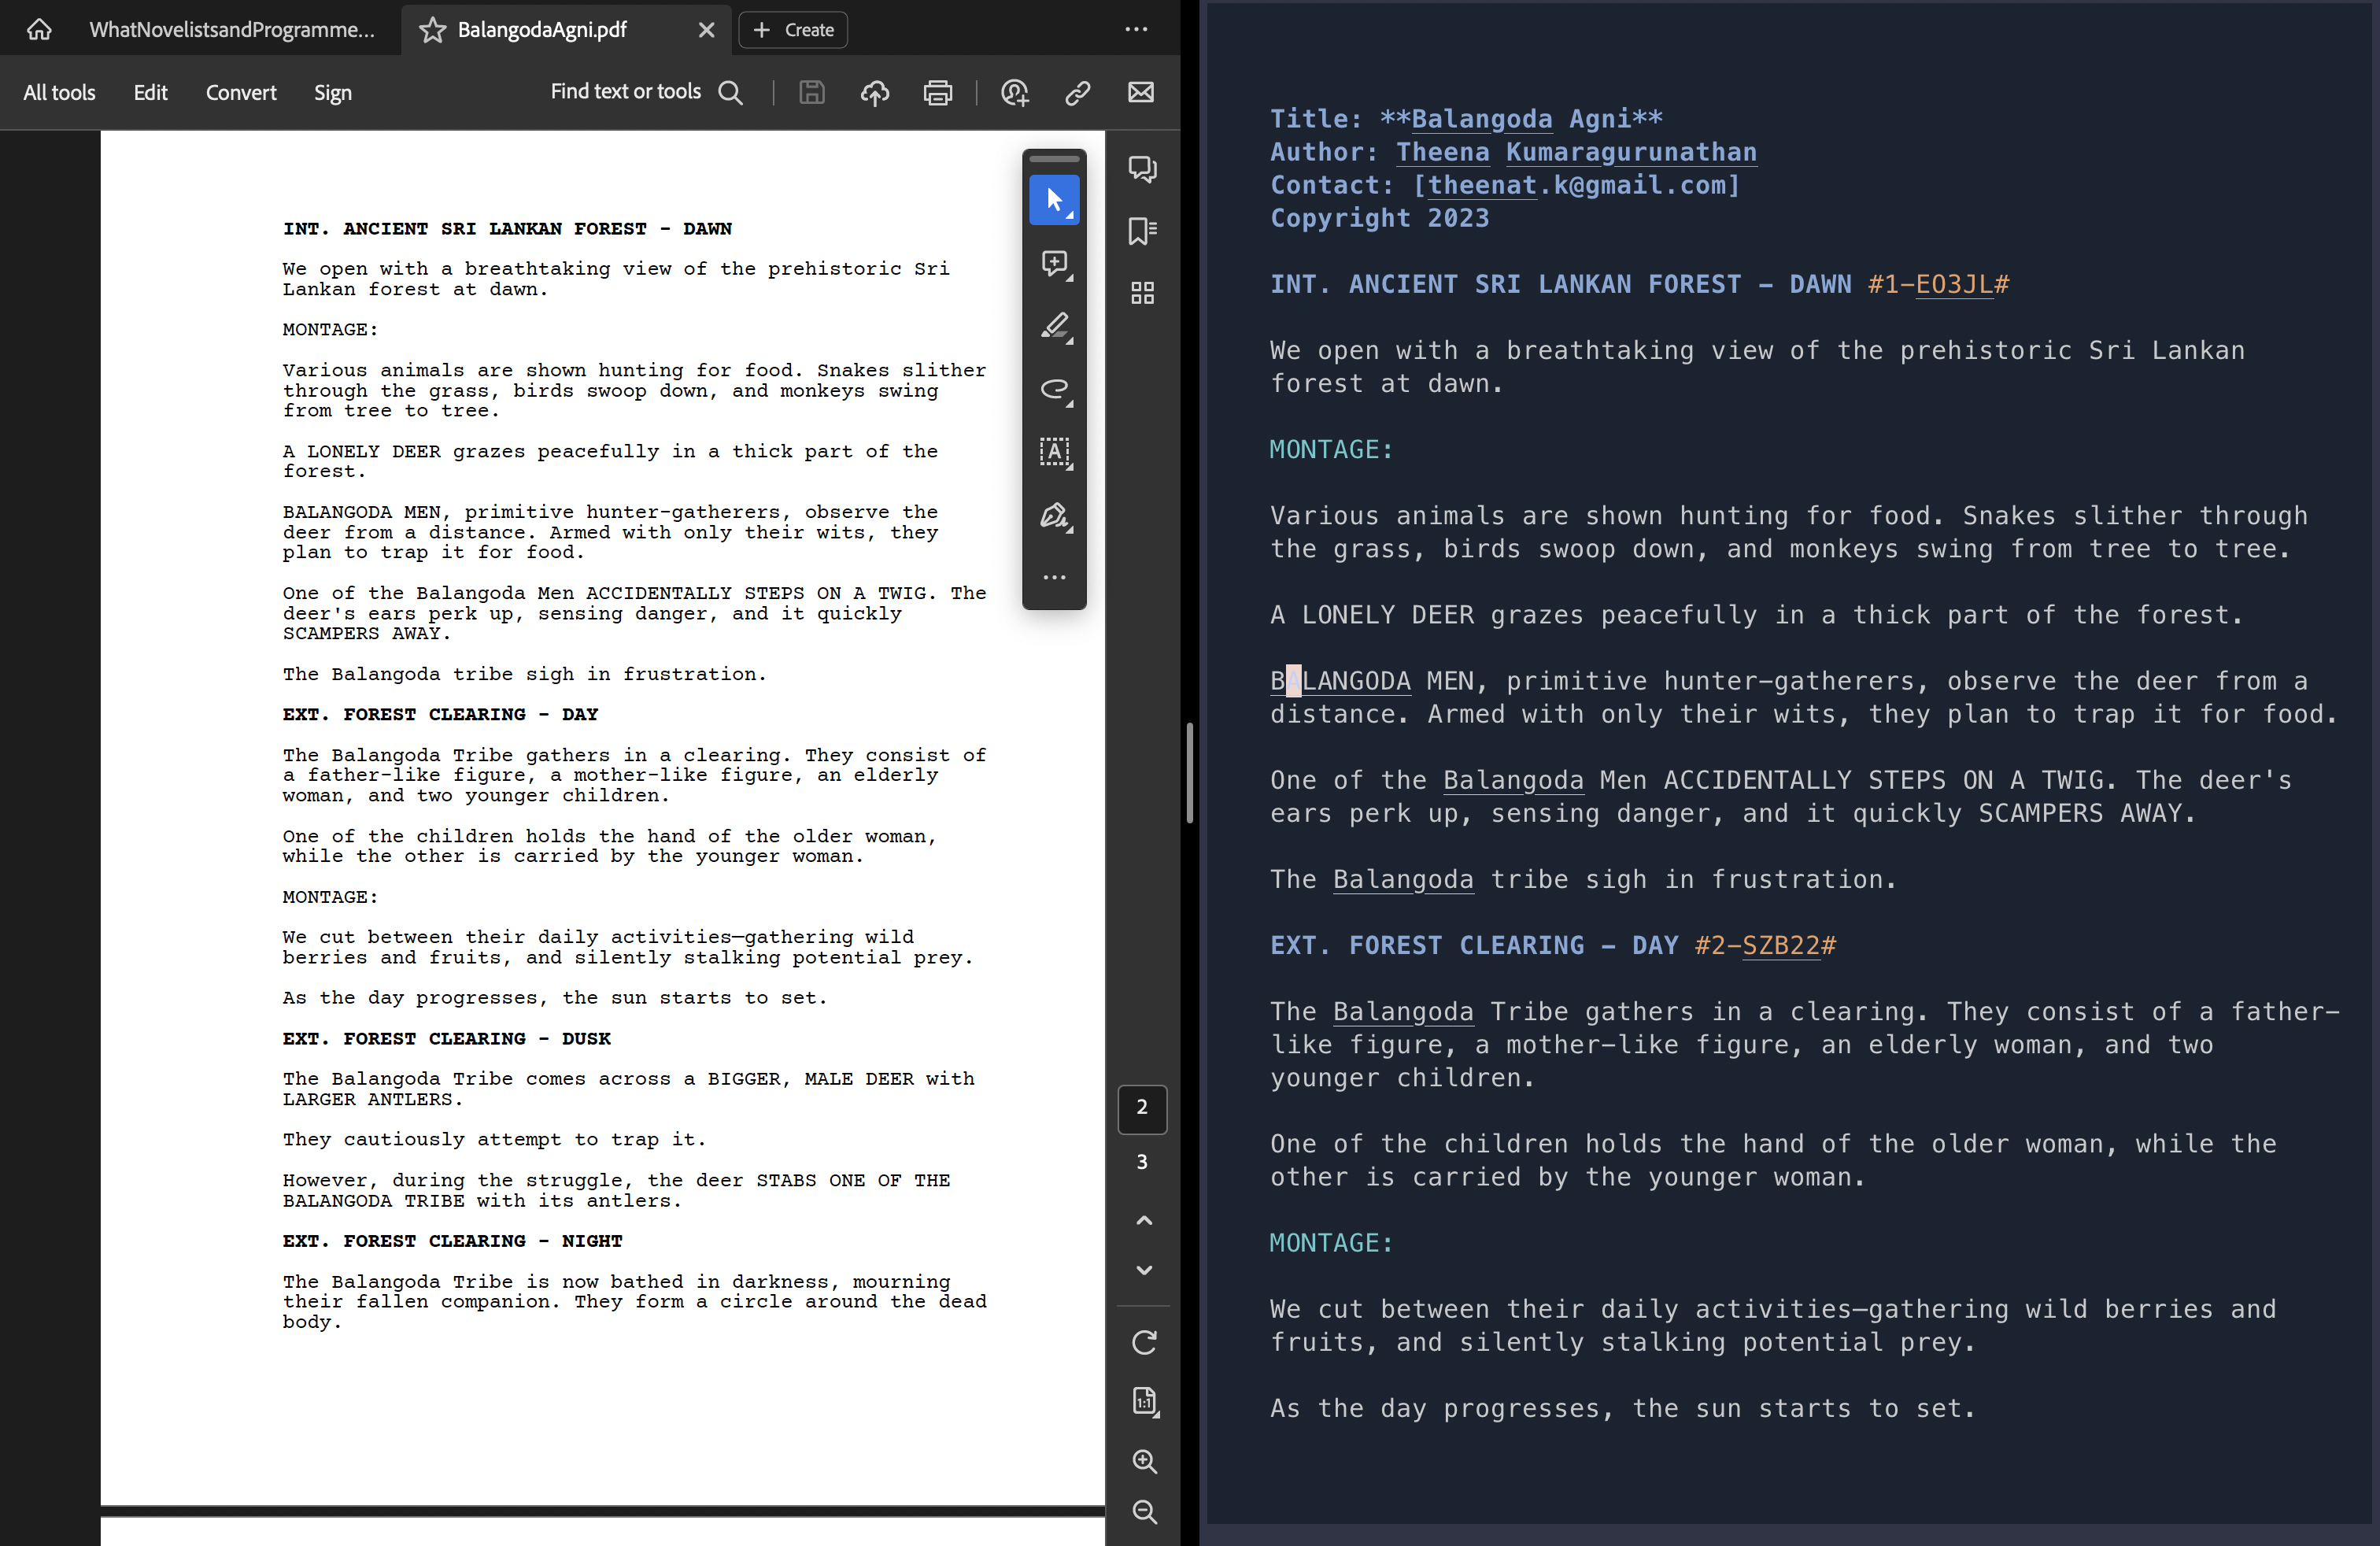 WhatNovelistsandProgramme...
BalangodaAgni.pdf
Create
All tools
Edit
Convert
Sign
Find text or tools
INT. ANCIENT SRI LANKAN FOREST - DAWN
We open with a breathtaking view of the prehistoric Sri
Lankan forest at dawn.
MONTAGE:
Various animals are shown hunting for food. Snakes slither
through the grass, birds swoop down, and monkeys swing
from tree to tree.
A LONELY DEER grazes peacefully in a thick part of the
forest.
BALANGODA MEN, primitive hunter-gatherers, observe the
deer from a distance. Armed with only their wits, they
plan to trap it for food.
One of the Balangoda Men ACCIDENTALLY STEPS ON A TWIG. The
deer's ears perk up, sensing danger, and it quickly
SCAMPERS AWAY.
The Balangoda tribe sigh in frustration.
EXT. FOREST CLEARING - DAY
The Balangoda Tribe gathers in a clearing. They consist of
a father-like figure, a mother-like figure, an elderly
woman, and two younger children.
One of the children holds the hand of the older woman,
while the other is carried by the younger woman.
MONTAGE:
We cut between their daily activities—gathering wild
berries and fruits, and silently stalking potential prey.
As the day progresses, the sun starts to set.
EXT. FOREST CLEARING - DUSK
The Balangoda Tribe comes across a BIGGER, MALE DEER with
LARGER ANTLERS.
They cautiously attempt to trap it.
However, during the struggle, the deer STABS ONE OF THE
BALANGODA TRIBE with its antlers.
EXT. FOREST CLEARING - NIGHT
The Balangoda Tribe is now bathed in darkness, mourning
their fallen companion. They form a circle around the dead
body.
A
2
3
1:1
Title: **Balangoda Agni**
Author: Theena Kumaragurunathan
Contact: [theenat.k@gmail.com]
Copyright 2023
INT. ANCIENT SRI LANKAN FOREST - DAWN #1-EO3JL#
We open with a breathtaking view of the prehistoric Sri Lankan
forest at dawn.
MONTAGE:
Various animals are shown hunting for food. Snakes slither through
the grass, birds swoop down, and monkeys swing from tree to tree.
A LONELY DEER grazes peacefully in a thick part of the forest.
BALANGODA MEN, primitive hunter-gatherers, observe the deer from a
distance. Armed with only their wits, they plan to trap it for food.
One of the Balangoda Men ACCIDENTALLY STEPS ON A TWIG. The deer's
ears perk up, sensing danger, and it quickly SCAMPERS AWAY.
The Balangoda tribe sigh in frustration.
EXT. FOREST CLEARING - DAY #2-SZB22#
The Balangoda Tribe gathers in a clearing. They consist of a father-
like figure, a mother-like figure, an elderly woman, and two
younger children.
One of the children holds the hand of the older woman, while the
other is carried by the younger woman.
MONTAGE:
We cut between their daily activities—gathering wild berries and
fruits, and silently stalking potential prey.
As the day progresses, the sun starts to set.